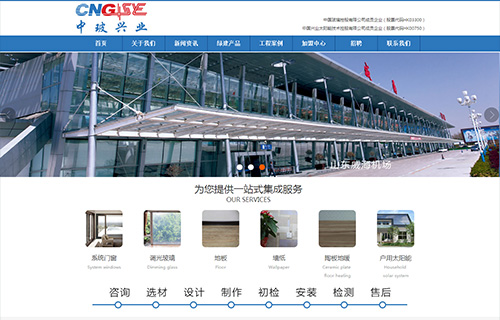 CNGISE
中玻兴业
中国玻璃控股有限公司成员企业（股票代码HK03300）
中国兴业太阳能技术控股有限公司成员企业（股票代码HK00750）
首页 关于我们 新闻资讯 绿建产品 工程案例 加盟中心 招聘 联系我们
山东威海机场
为您提供一站式集成服务
OUR SERVICES
系统门窗 调光玻璃 地板 墙纸 陶板地暖 户用太阳能
System windows Dimming glass Floor Wallpaper Ceramic plate Household
floor heating solar system
咨询 选材 设计 制作 初检 安装 检测 售后